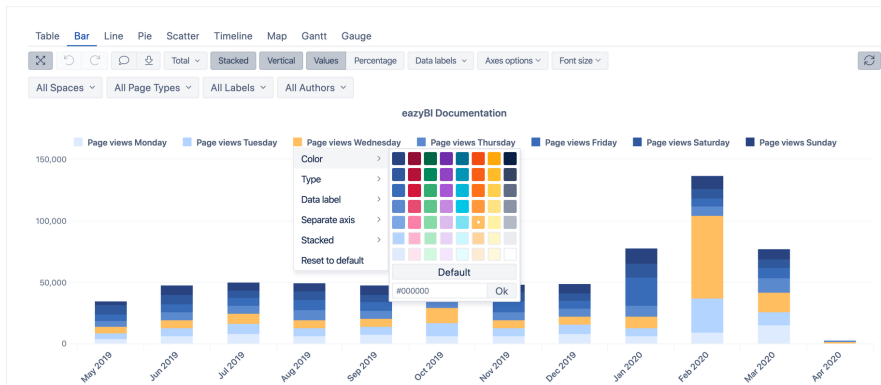 Table Bar Line Pie Scatter Timeline Map Gantt Gauge
Total Stacked Vertical Values Percentage Data labels Axes options Font size
All Spaces All Page Types All Labels All Authors
eazyBI Documentation
Page views Monday Page views Tuesday Page views Wednesday Page views Thursday Page views Friday Page views Saturday Page views Sunday
150,000
Color
Type
Data label
100,000
Separate axis
Stacked
Reset to default
Default
50,000
#000000 Ok
0
May 2019 Jun 2019 Jul 2019 Aug 2019 Sep 2019 Oct 2019 Nov 2019 Dec 2019 Jan 2020 Feb 2020 Mar 2020 Apr 2020